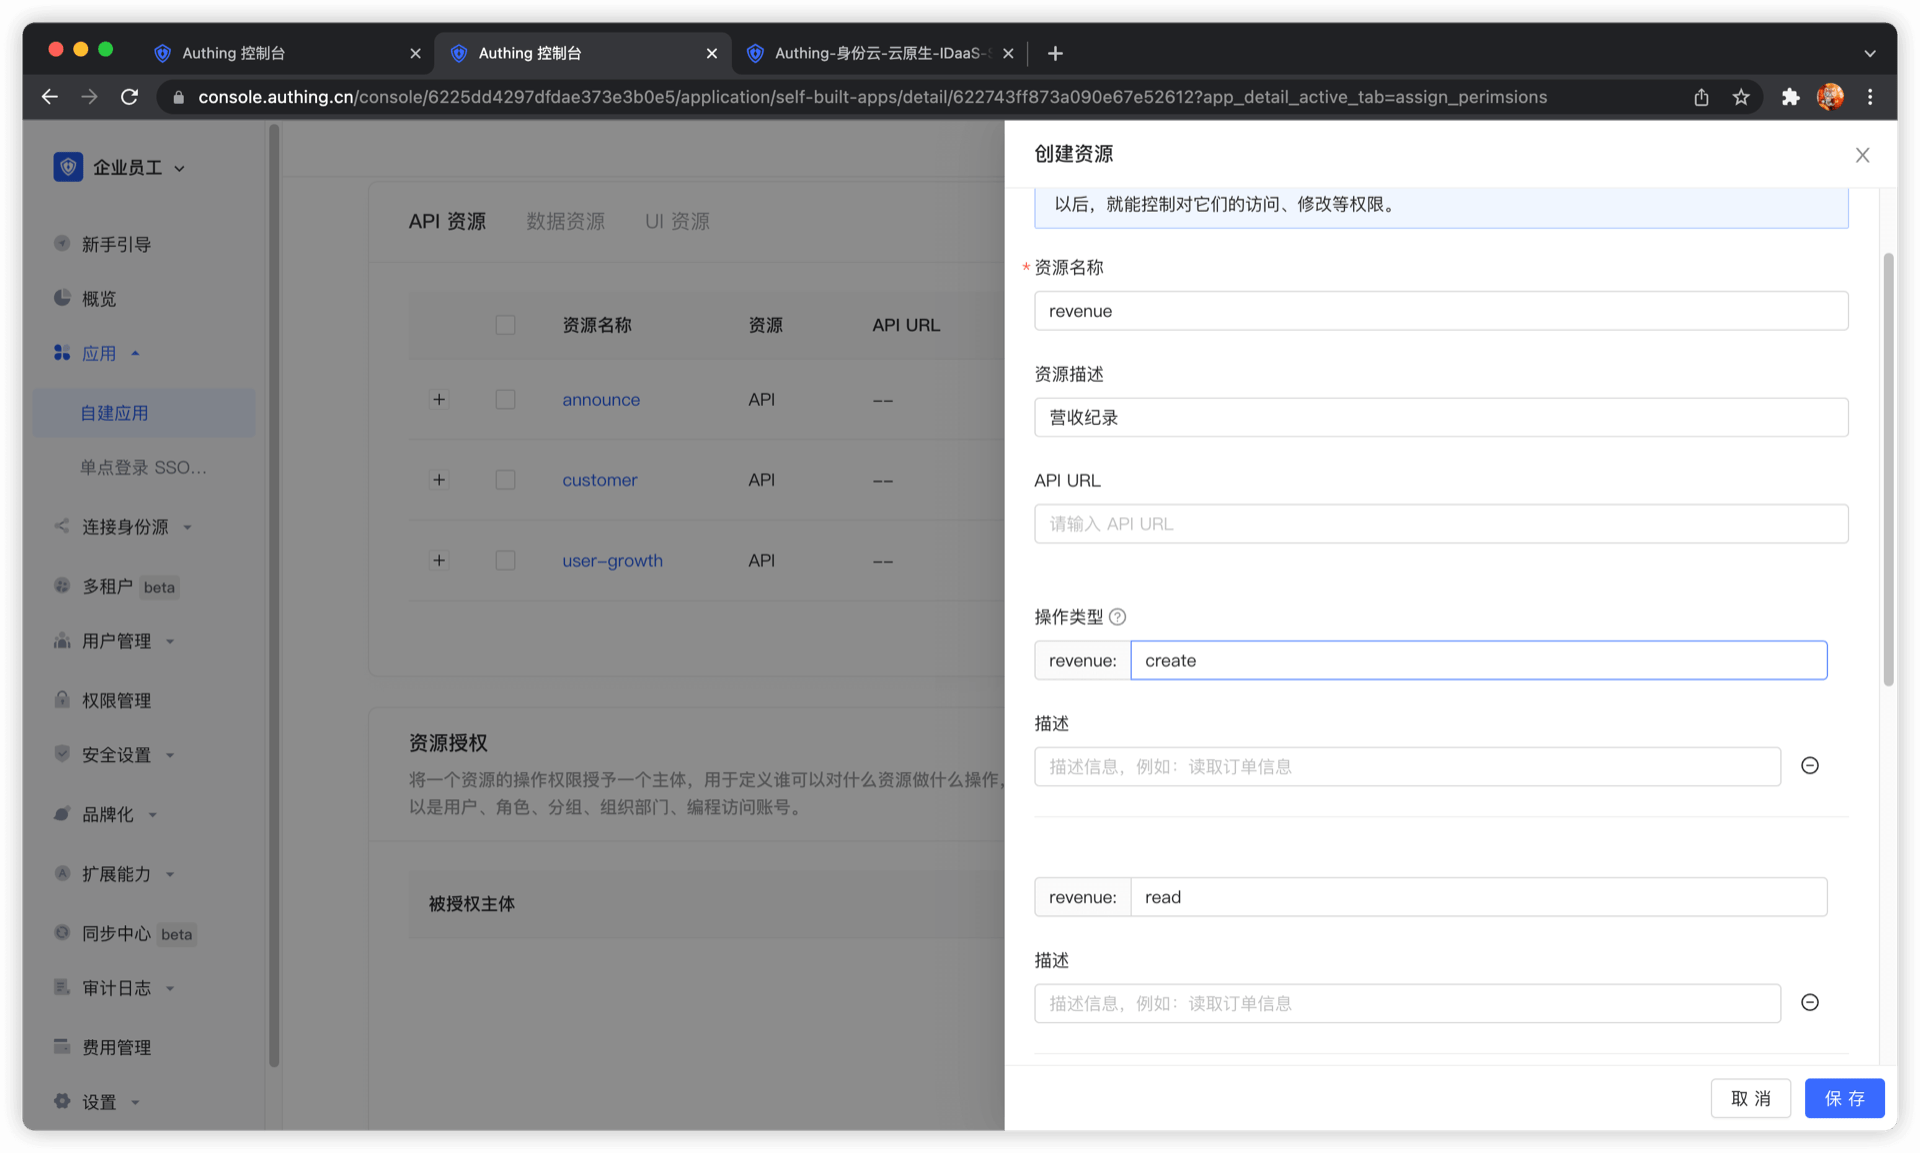 Authing 控制台
Authing 控制台
Authing-身份云-云原生-IDaaS-
console.authing.cn/console/6225dd4297dfdae373e3b0e5/application/self-built-apps/detail/622743ff873a090e67e52612?app_detail_active_tab=assign_perimsions
企业员工
新手引导
概览
应用
自建应用
单点登录 SSO...
连接身份源
多租户 beta
用户管理
权限管理
安全设置
品牌化
扩展能力
同步中心 beta
审计日志
费用管理
设置
API 资源 数据资源 UI 资源
资源名称 资源 API URL
announce API --
customer API --
user-growth API --
资源授权
将一个资源的操作权限授予一个主体，用于定义谁可以对什么资源做什么操作，
以是用户、角色、分组、组织部门、编程访问账号。
被授权主体
创建资源
以后，就能控制对它们的访问、修改等权限。
* 资源名称
revenue
资源描述
营收纪录
API URL
请输入 API URL
操作类型
revenue: create
描述
描述信息，例如：读取订单信息
revenue: read
描述
描述信息，例如：读取订单信息
取 消
保 存